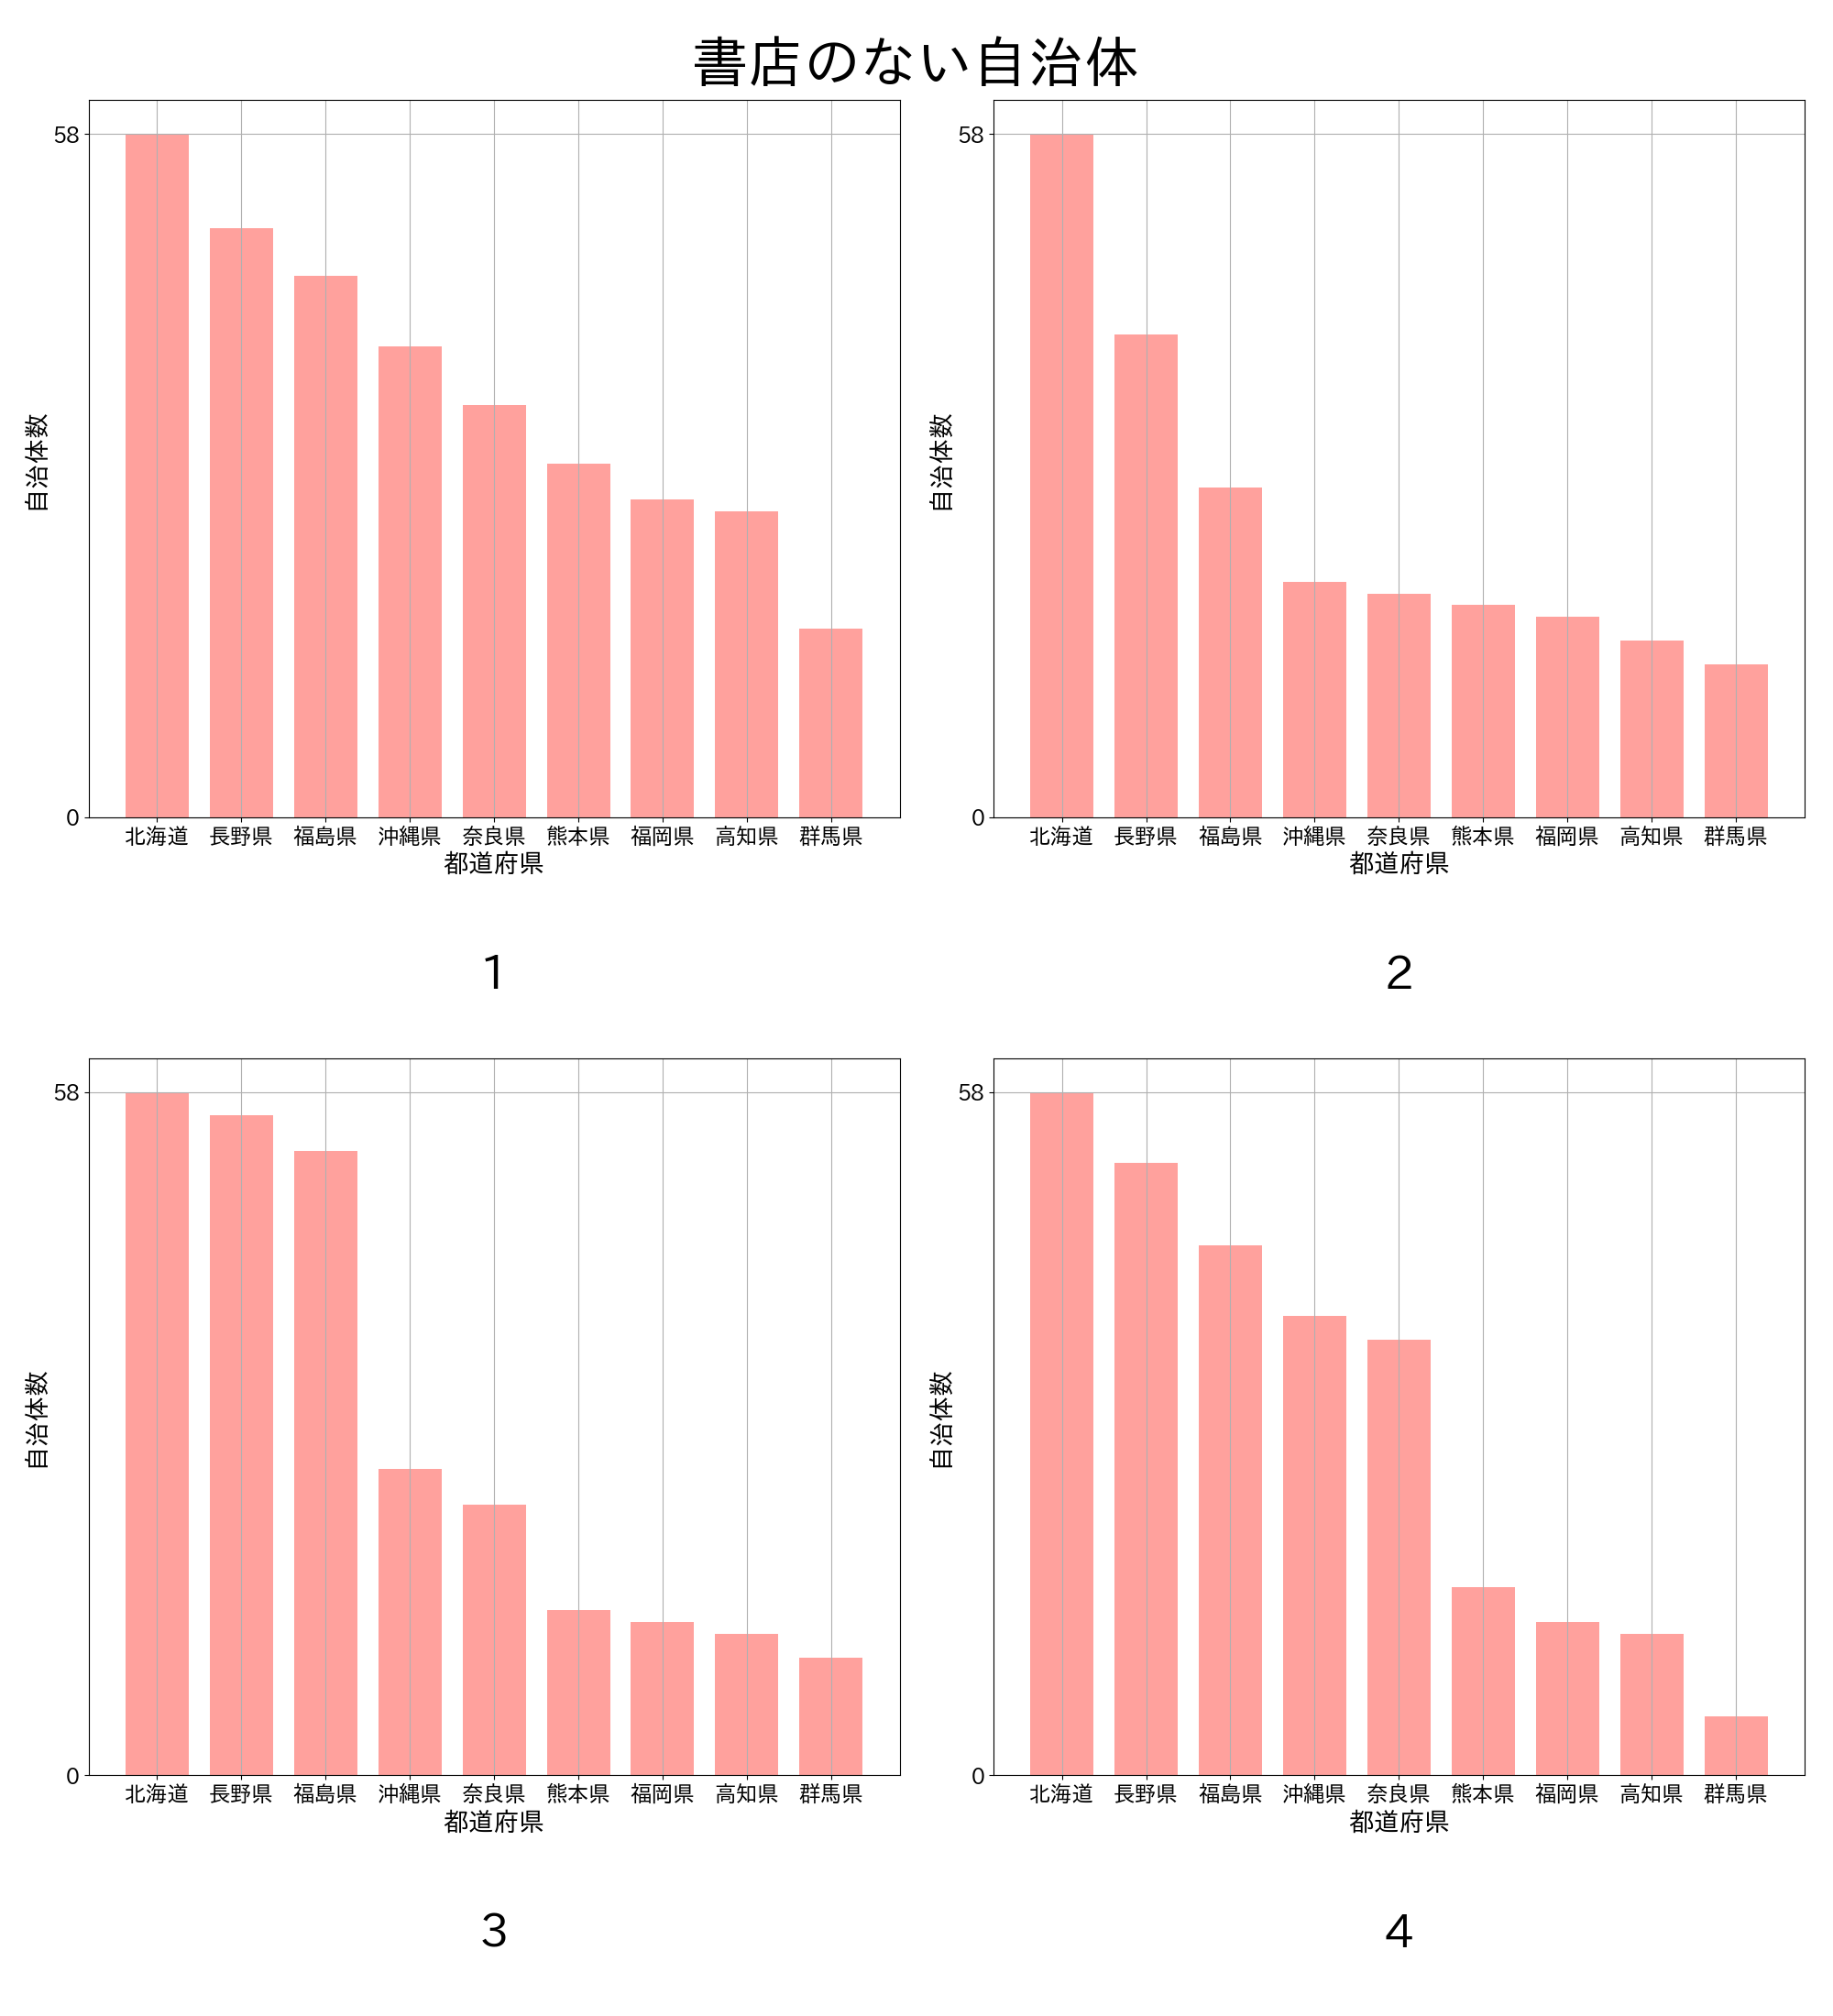 書店のない自治体
58
自治体数
0
北海道 長野県 福島県 沖縄県 奈良県 熊本県 福岡県 高知県 群馬県
都道府県
1
58
自治体数
0
北海道 長野県 福島県 沖縄県 奈良県 熊本県 福岡県 高知県 群馬県
都道府県
2
58
自治体数
0
北海道 長野県 福島県 沖縄県 奈良県 熊本県 福岡県 高知県 群馬県
都道府県
3
58
自治体数
0
北海道 長野県 福島県 沖縄県 奈良県 熊本県 福岡県 高知県 群馬県
都道府県
4